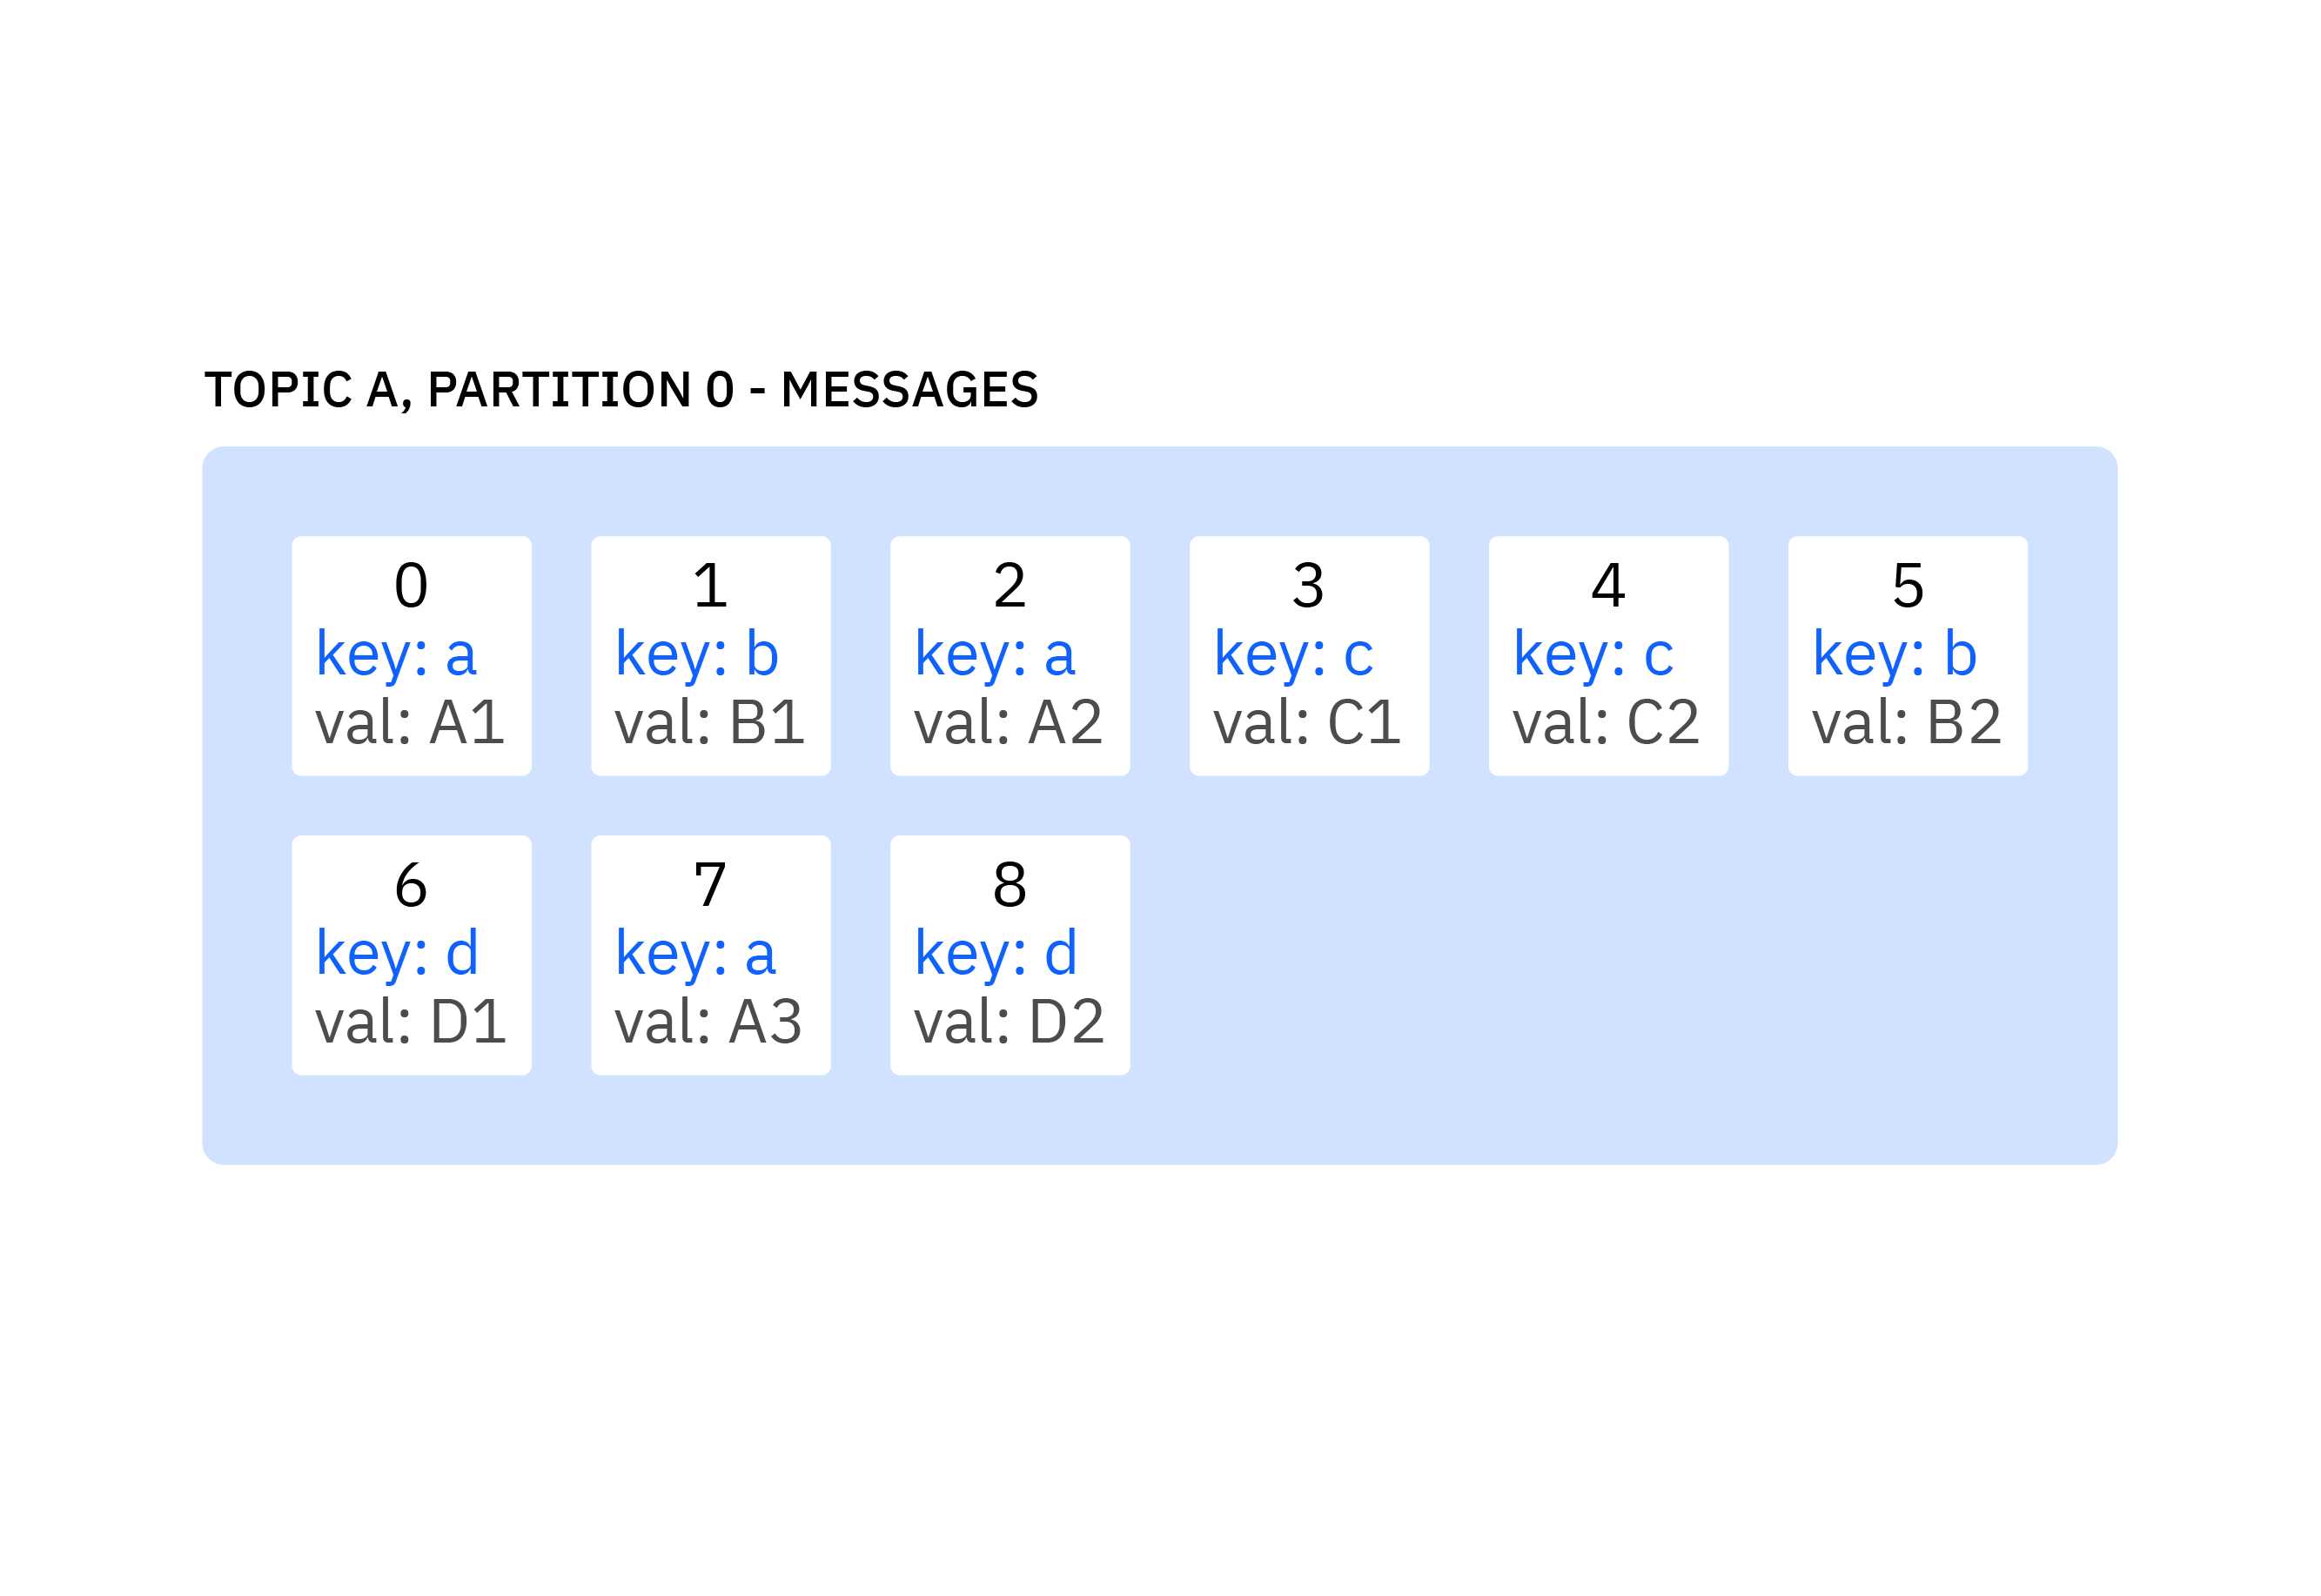 TOPIC A, PARTITION 0 - MESSAGES
0
key: a
val: A1
1
key: b
val: B1
2
key: a
val: A2
3
key: c
val: C1
4
key: c
val: C2
5
key: b
val: B2
6
key: d
val: D1
7
key: a
val: A3
8
key: d
val: D2